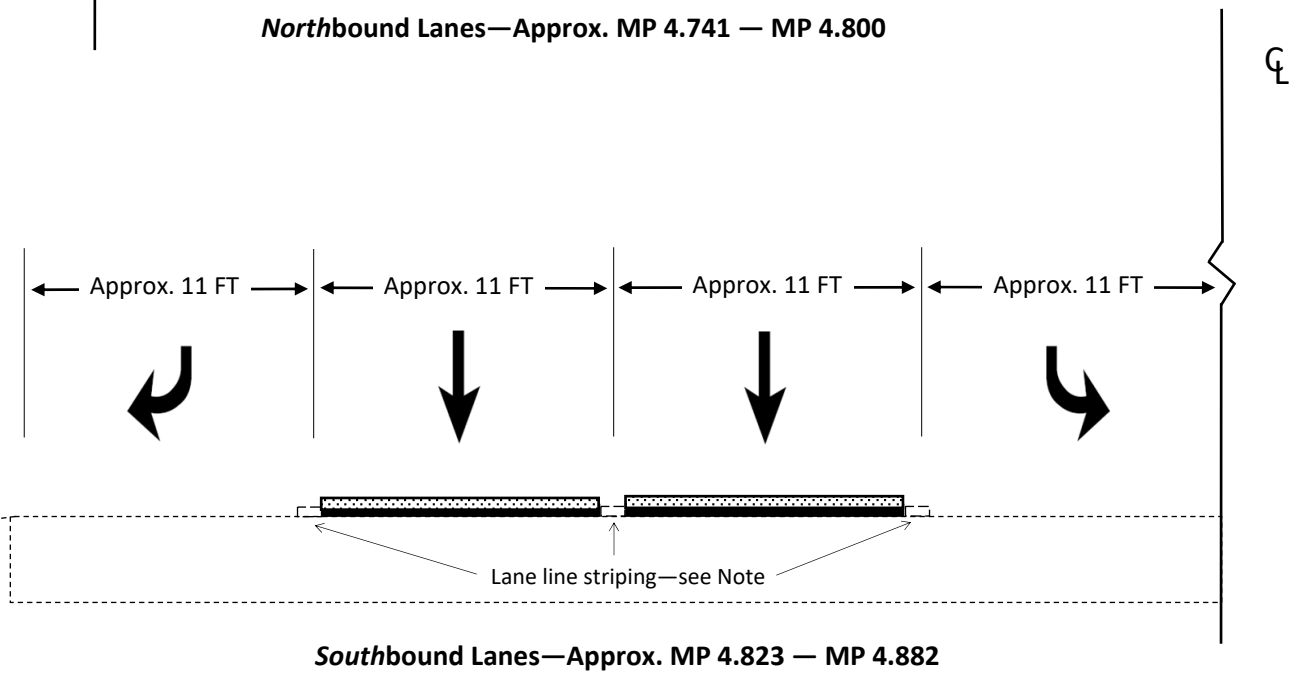 Northbound Lanes—Approx. MP 4.741 — MP 4.800
℄
Approx. 11 FT Approx. 11 FT Approx. 11 FT Approx. 11 FT
Lane line striping—see Note
Southbound Lanes—Approx. MP 4.823 — MP 4.882